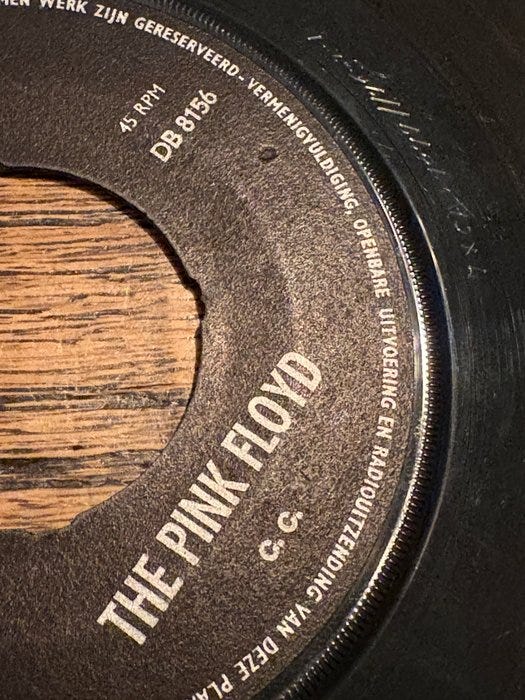 MEN WERK ZIJN GERESERVEERD - VERMENIGVULDIGING, OPENBARE UITVOERING EN RADIOUITZENDING VAN DEZE PLA
45 RPM
DB 8156
THE PINK FLOYD
C. C.